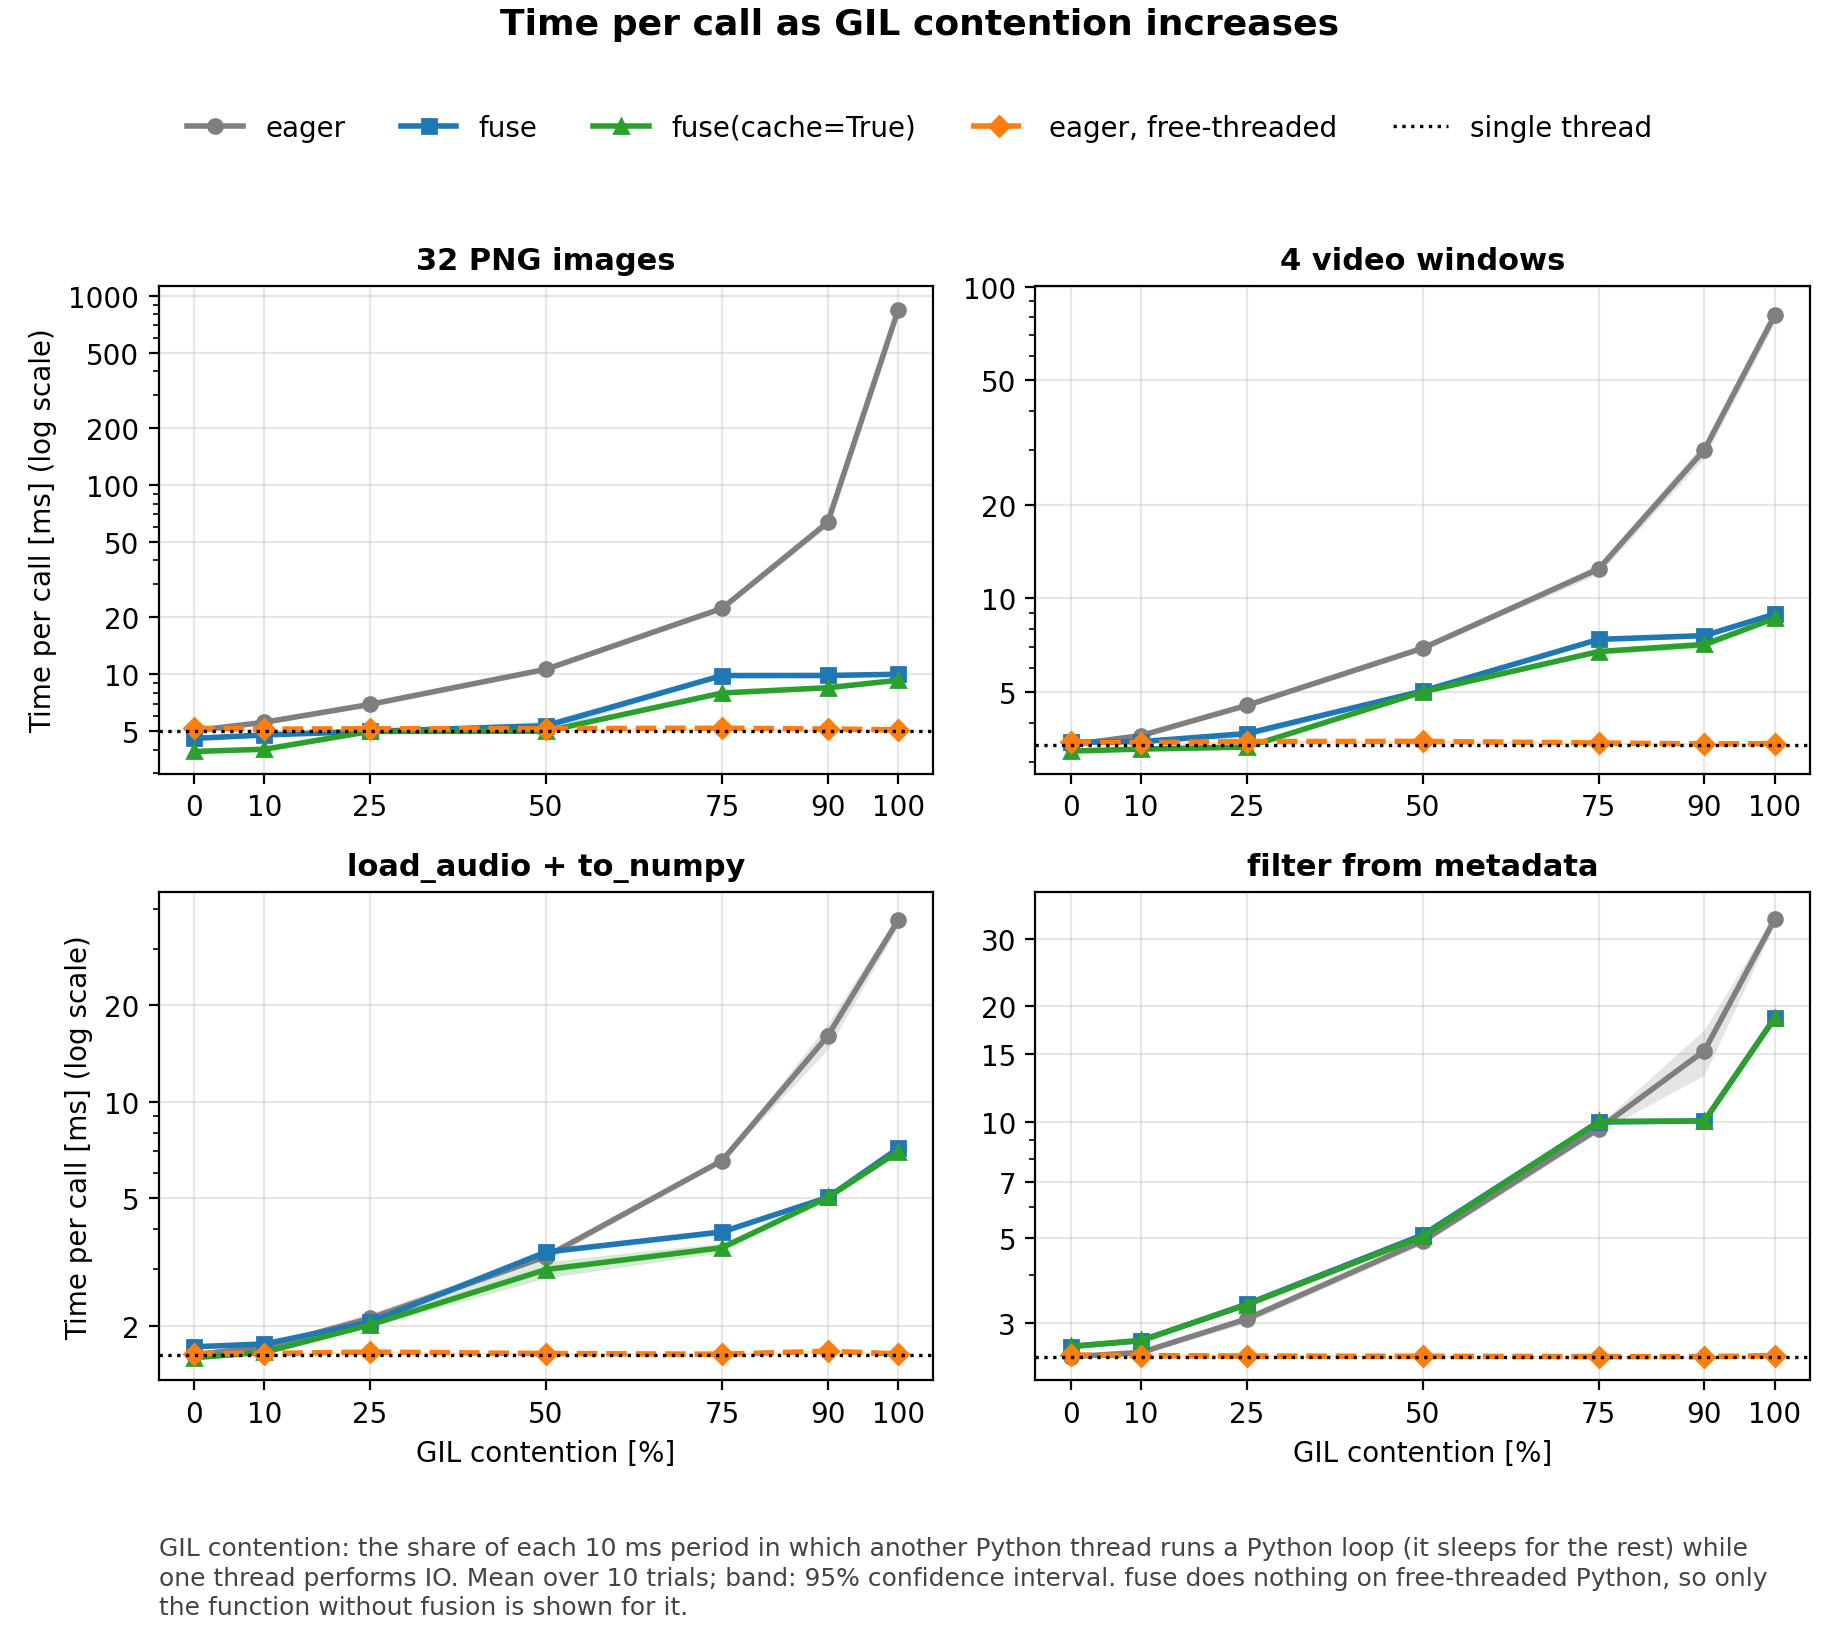 Time per call as GIL contention increases
eager
fuse
fuse(cache=True)
eager, free-threaded
single thread
32 PNG images
Time per call [ms] (log scale)
1000
500
200
100
50
20
10
5
0 10 25 50 75 90 100
4 video windows
100
50
20
10
5
0 10 25 50 75 90 100
load_audio + to_numpy
Time per call [ms] (log scale)
20
10
5
2
0 10 25 50 75 90 100
GIL contention [%]
filter from metadata
30
20
15
10
7
5
3
0 10 25 50 75 90 100
GIL contention [%]
GIL contention: the share of each 10 ms period in which another Python thread runs a Python loop (it sleeps for the rest) while
one thread performs IO. Mean over 10 trials; band: 95% confidence interval. fuse does nothing on free-threaded Python, so only
the function without fusion is shown for it.